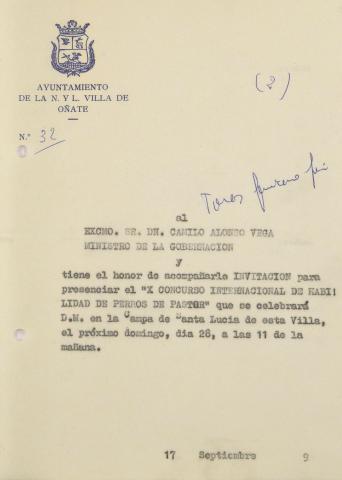 AYUNTAMIENTO
DE LA N. Y L. VILLA DE
OÑATE
N.º 32
(2)
al
EXCMO. SR. DN. CAMILO ALONSO VEGA
MINISTRO DE LA GOBERNACION
y
tiene el honor de acompañarle INVITACION para
presenciar el "X CONCURSO INTERNACIONAL DE HABI
LIDAD DE PERROS DE PASTOR" que se celebrará
D.M. en la Campa de Santa Lucia de esta Villa,
el próximo domingo, dia 28, a las 11 de la
mañana.
17 Septiembre 9